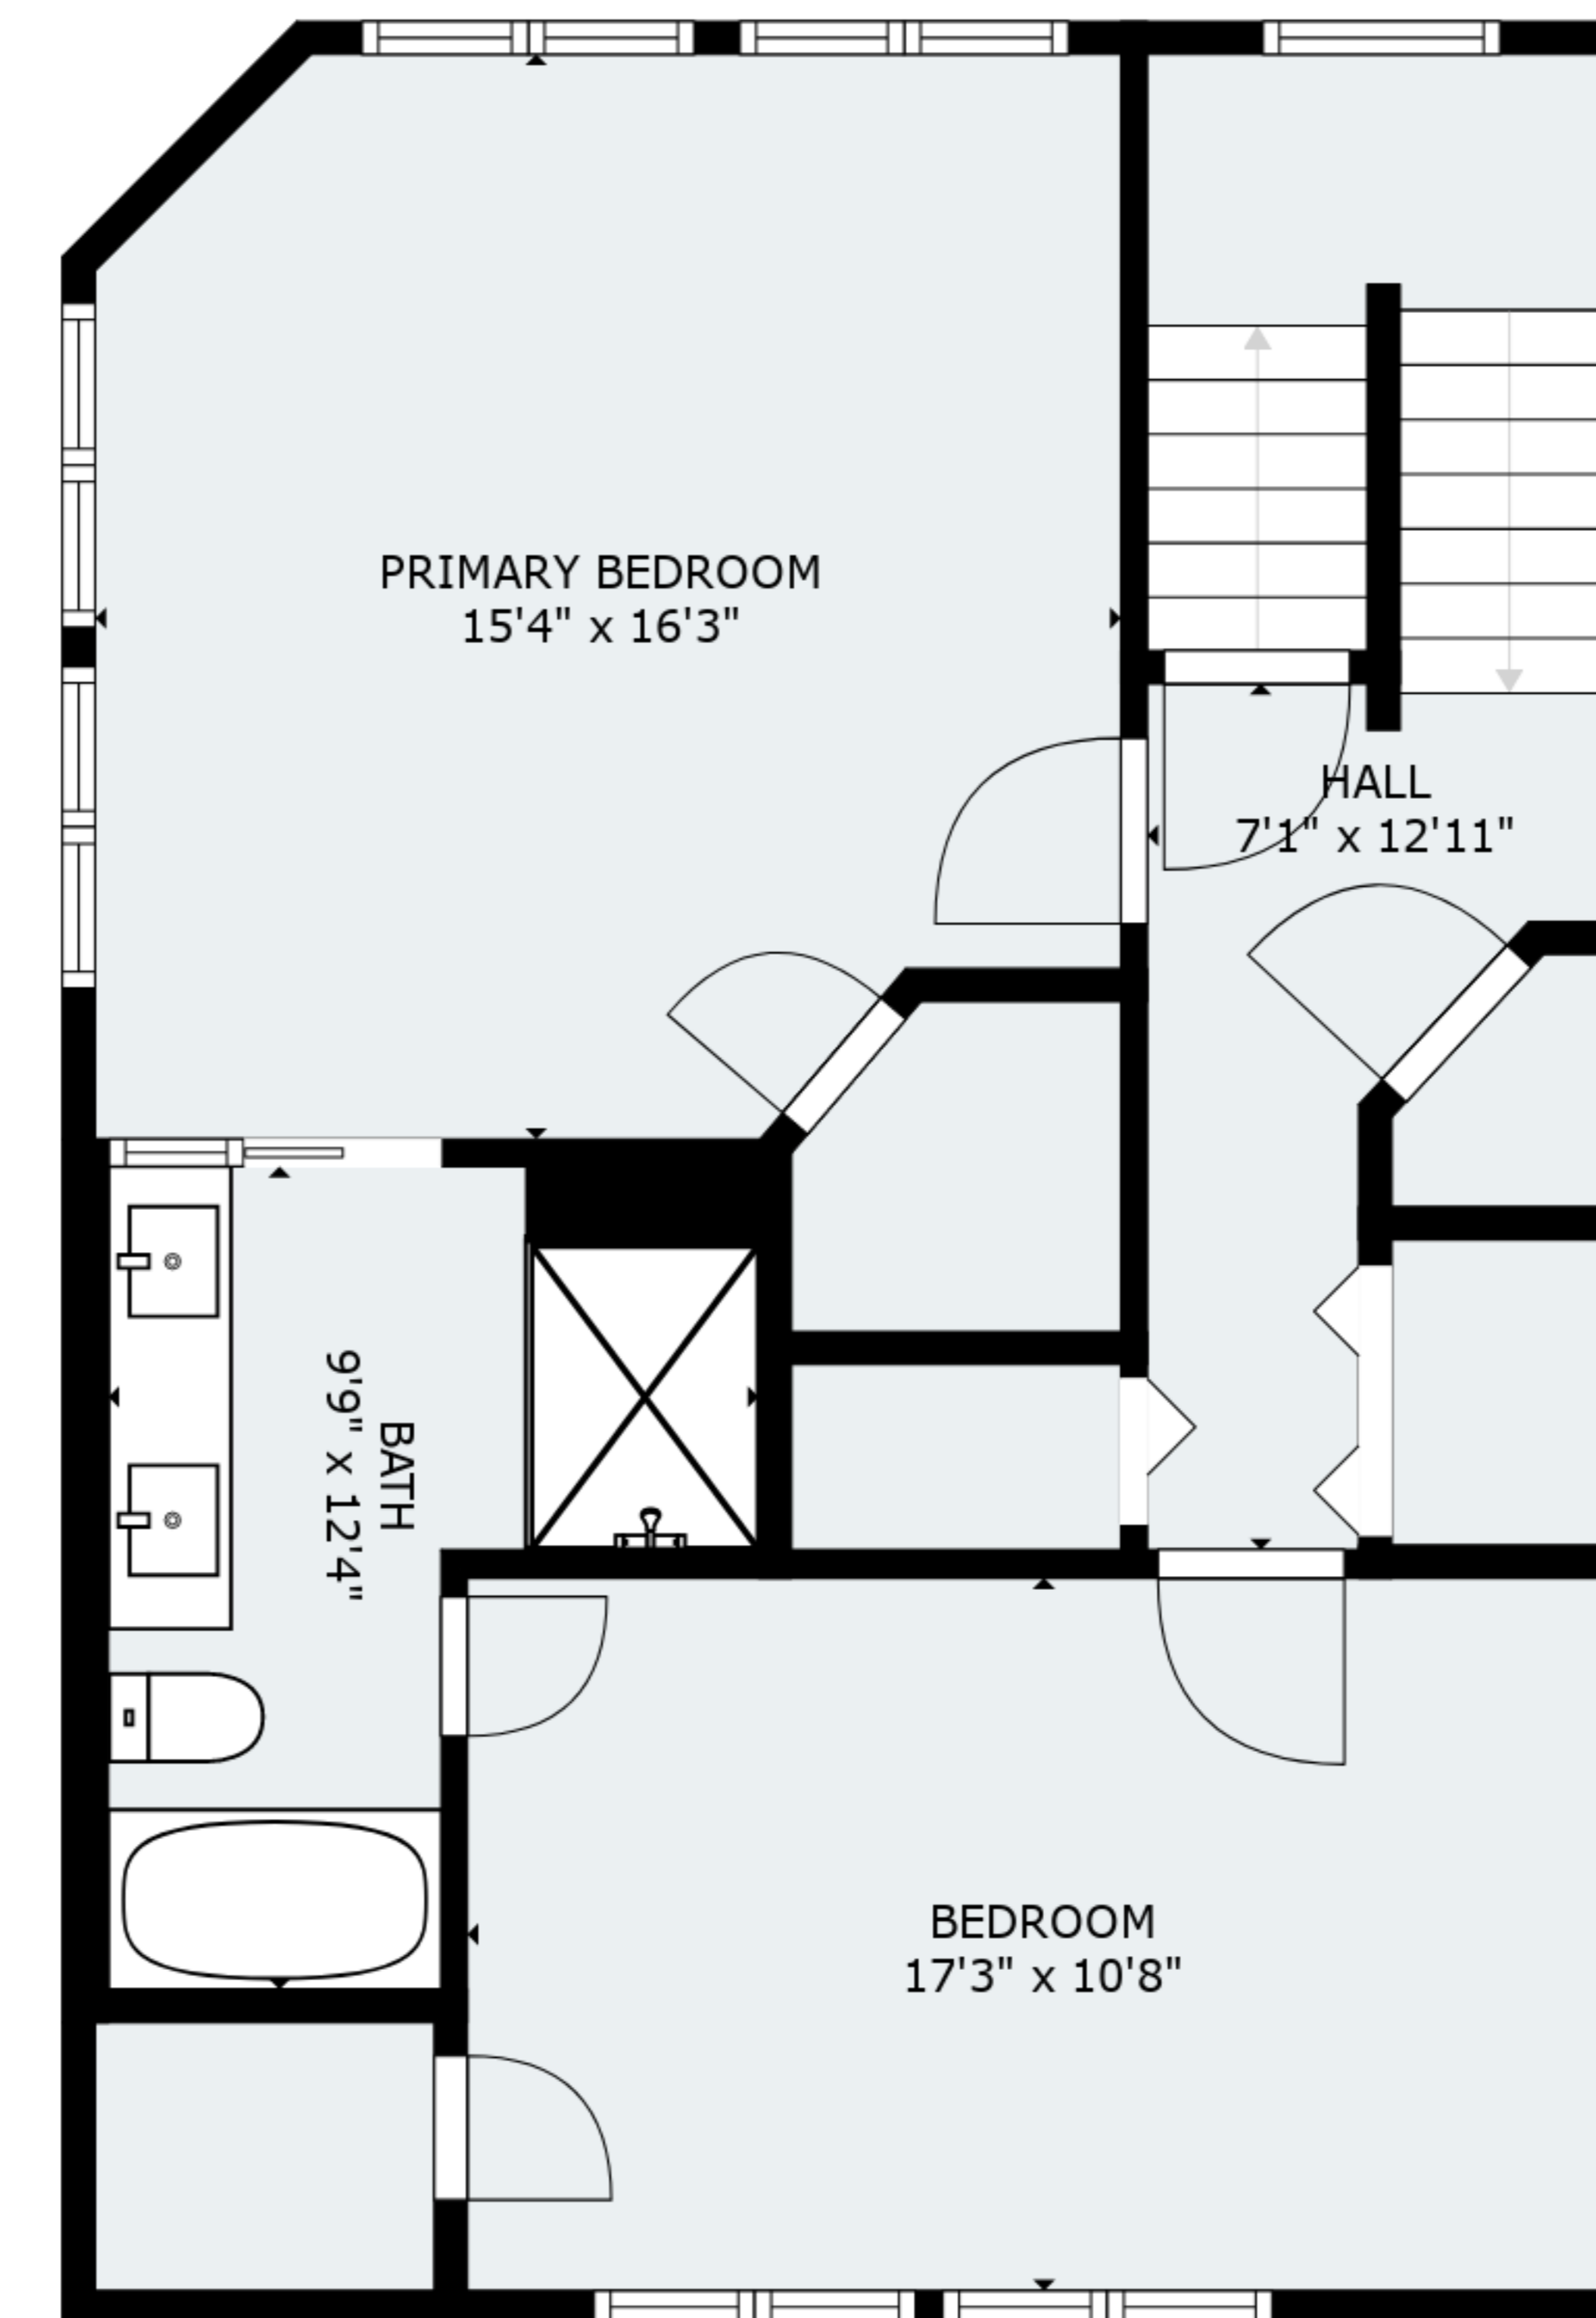 PRIMARY BEDROOM
15'4" x 16'3"
HALL
7'1" x 12'11"
BATH
9'9" x 12'4"
BEDROOM
17'3" x 10'8"